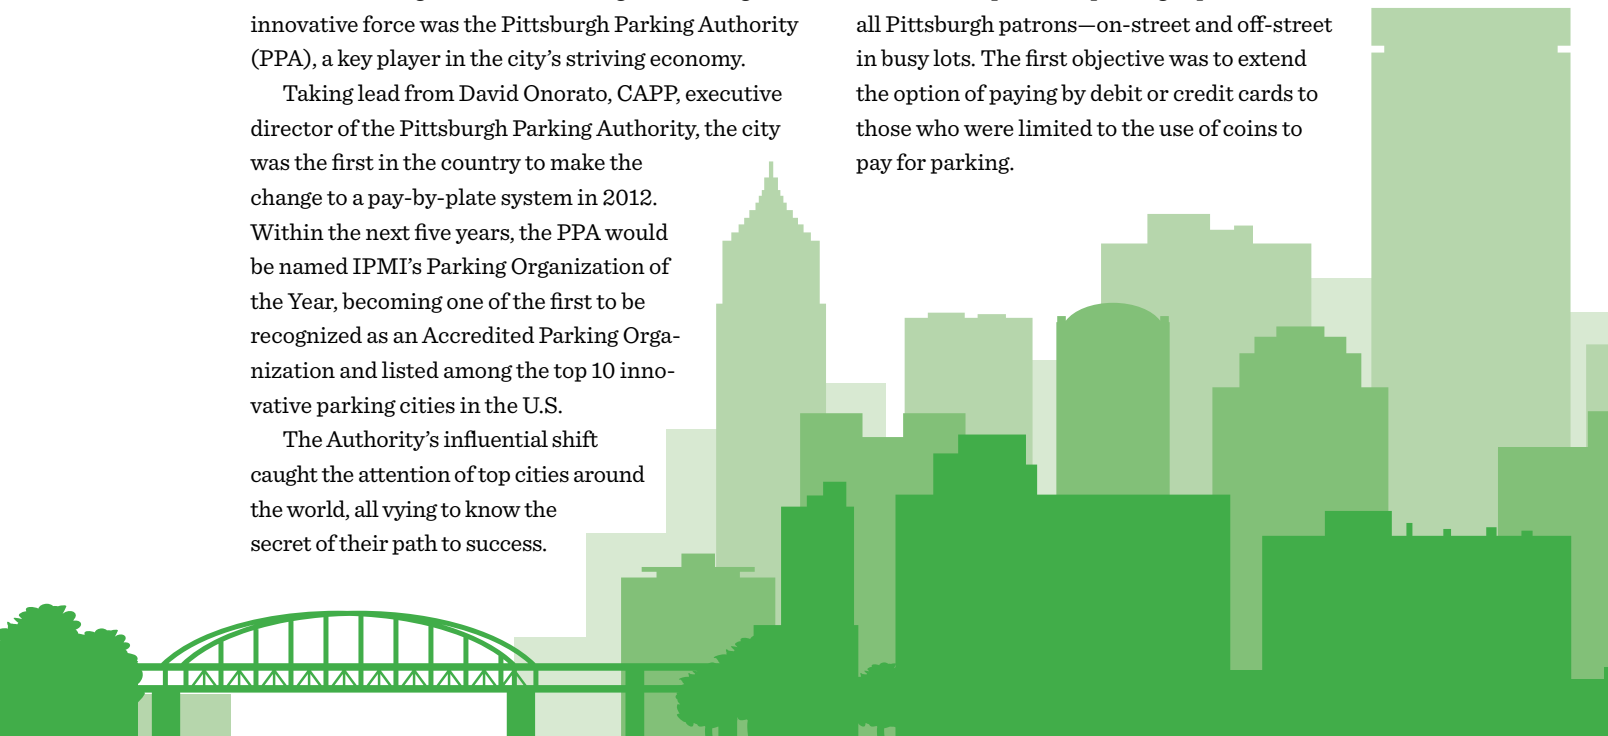 innovative force was the Pittsburgh Parking Authority
(PPA), a key player in the city’s striving economy.
Taking lead from David Onorato, CAPP, executive
director of the Pittsburgh Parking Authority, the city
was the first in the country to make the
change to a pay-by-plate system in 2012.
Within the next five years, the PPA would
be named IPMI’s Parking Organization of
the Year, becoming one of the first to be
recognized as an Accredited Parking Orga-
nization and listed among the top 10 inno-
vative parking cities in the U.S.
The Authority’s influential shift
caught the attention of top cities around
the world, all vying to know the
secret of their path to success.
all Pittsburgh patrons—on-street and off-street
in busy lots. The first objective was to extend
the option of paying by debit or credit cards to
those who were limited to the use of coins to
pay for parking.